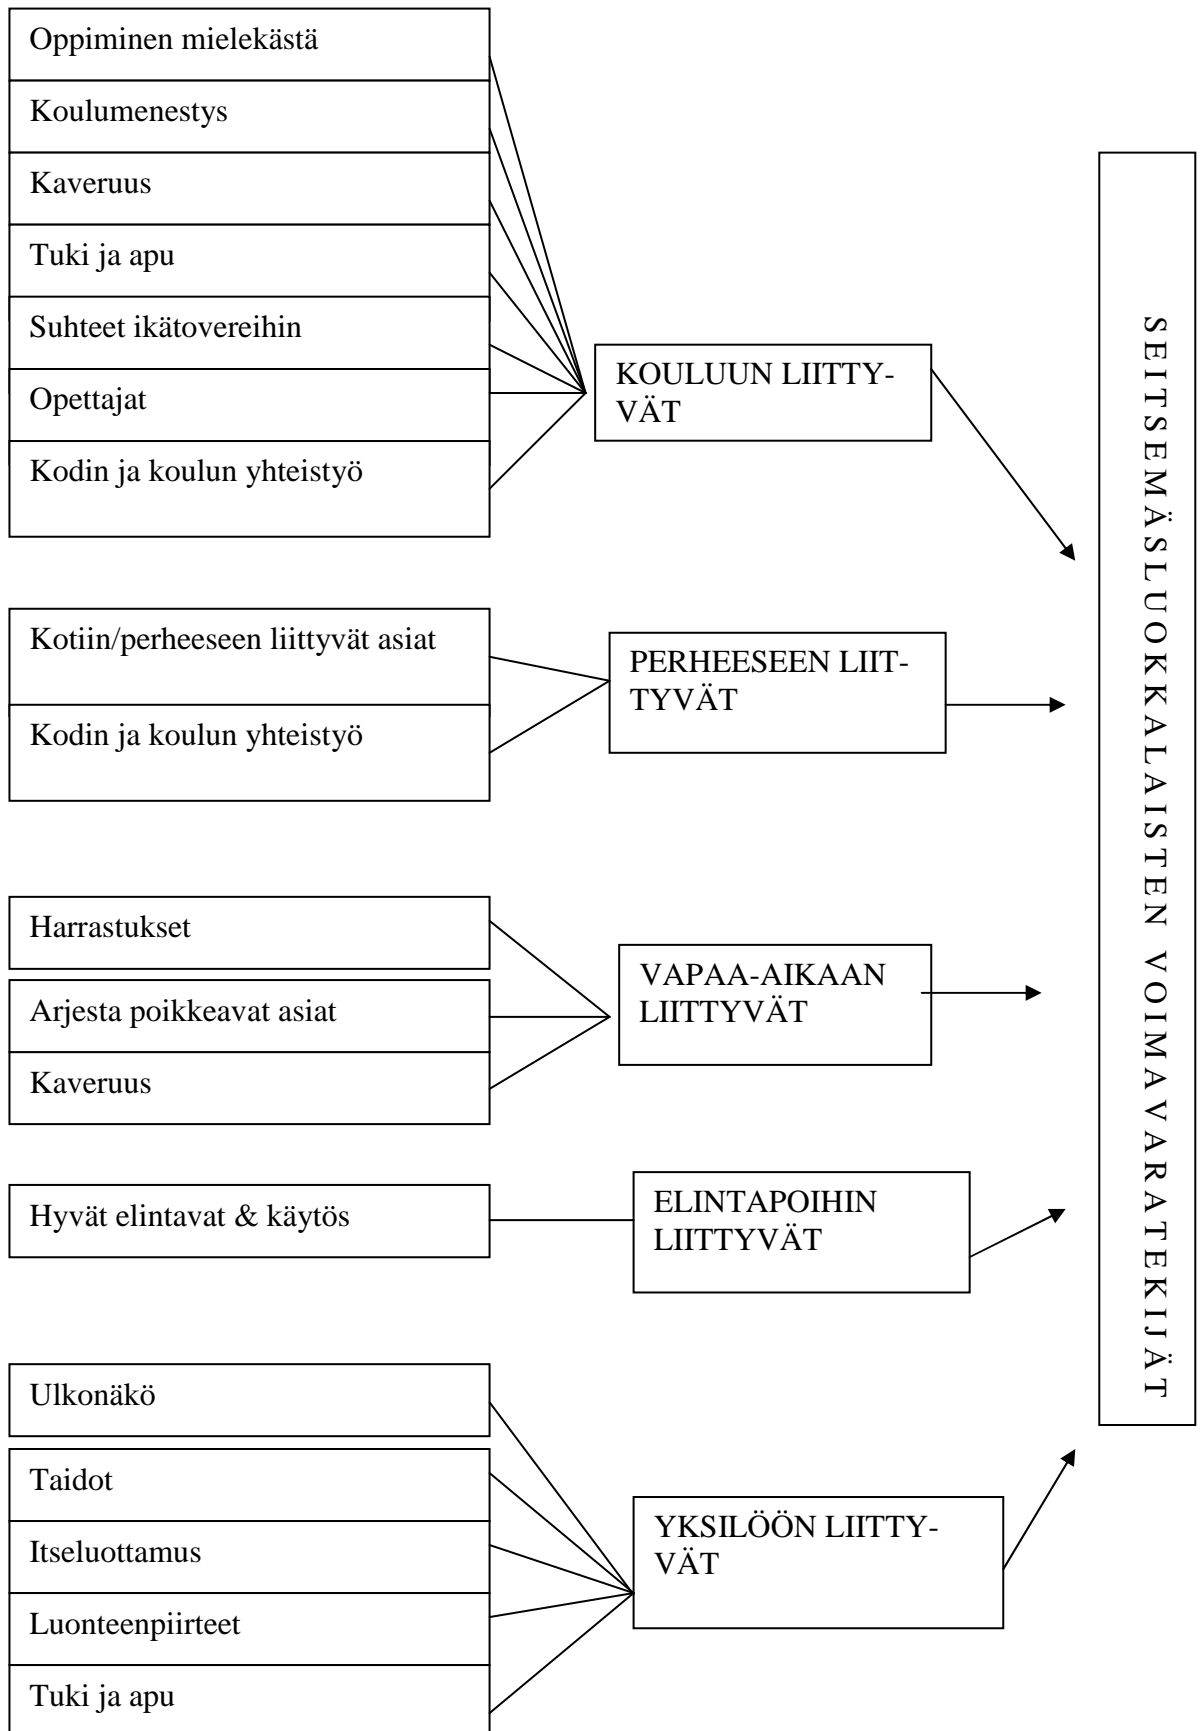 Oppiminen mielekästä
Koulumenestys
Kaveruus
Tuki ja apu
Suhteet ikätovereihin
Opettajat
Kodin ja koulun yhteistyö
KOULUUN LIITTY-
VÄT
Kotiin/perheeseen liittyvät asiat
Kodin ja koulun yhteistyö
PERHEESEEN LIIT-
TYVÄT
Harrastukset
Arjesta poikkeavat asiat
Kaveruus
VAPAA-AIKAAN
LIITTYVÄT
Hyvät elintavat & käytös
ELINTAPOIHIN
LIITTYVÄT
Ulkonäkö
Taidot
Itseluottamus
Luonteenpiirteet
Tuki ja apu
YKSILÖÖN LIITTY-
VÄT
SEITSEMÄSLUOKKALAISTEN VOIMAVARATEKIJÄT